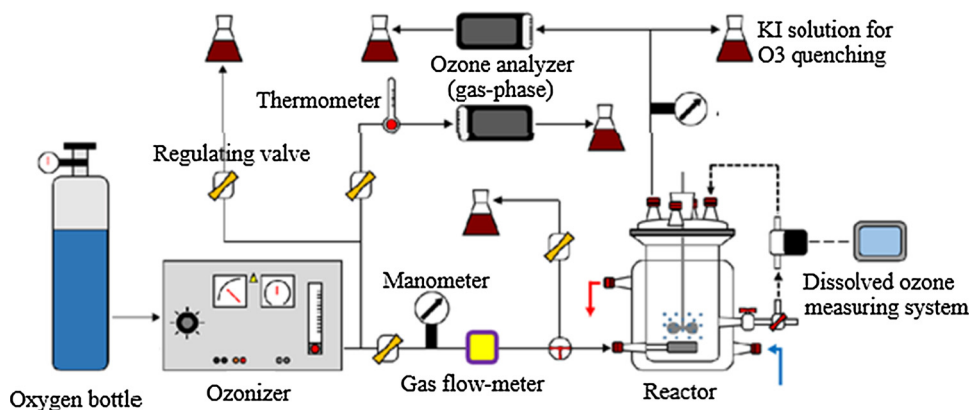 KI solution for
O3 quenching
Ozone analyzer
(gas-phase)
Thermometer
Regulating valve
Manometer
Dissolved ozone
measuring system
Gas flow-meter
Reactor
Ozonizer
Oxygen bottle